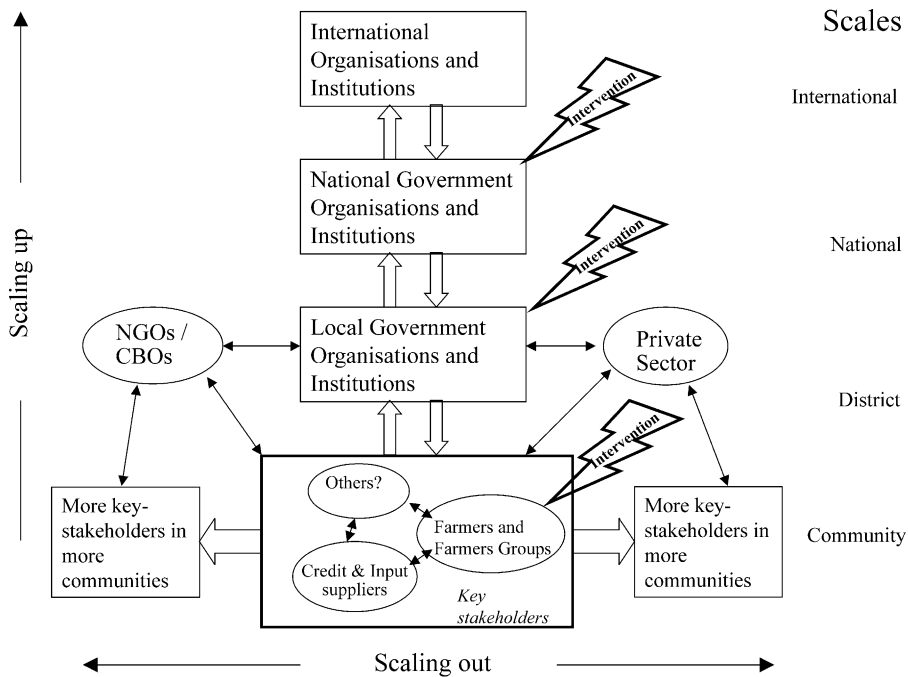 Scales
International
Organisations and
Institutions
International
Intervention
National Government
Organisations and
Institutions
National
Intervention
Scaling up
NGOs /
CBOs
Local Government
Organisations and
Institutions
Private
Sector
District
Intervention
More key-
stakeholders in
more
communities
Others?
Farmers and
Farmers Groups
Credit & Input
suppliers
Key
stakeholders
More key-
stakeholders in
more
communities
Community
Scaling out